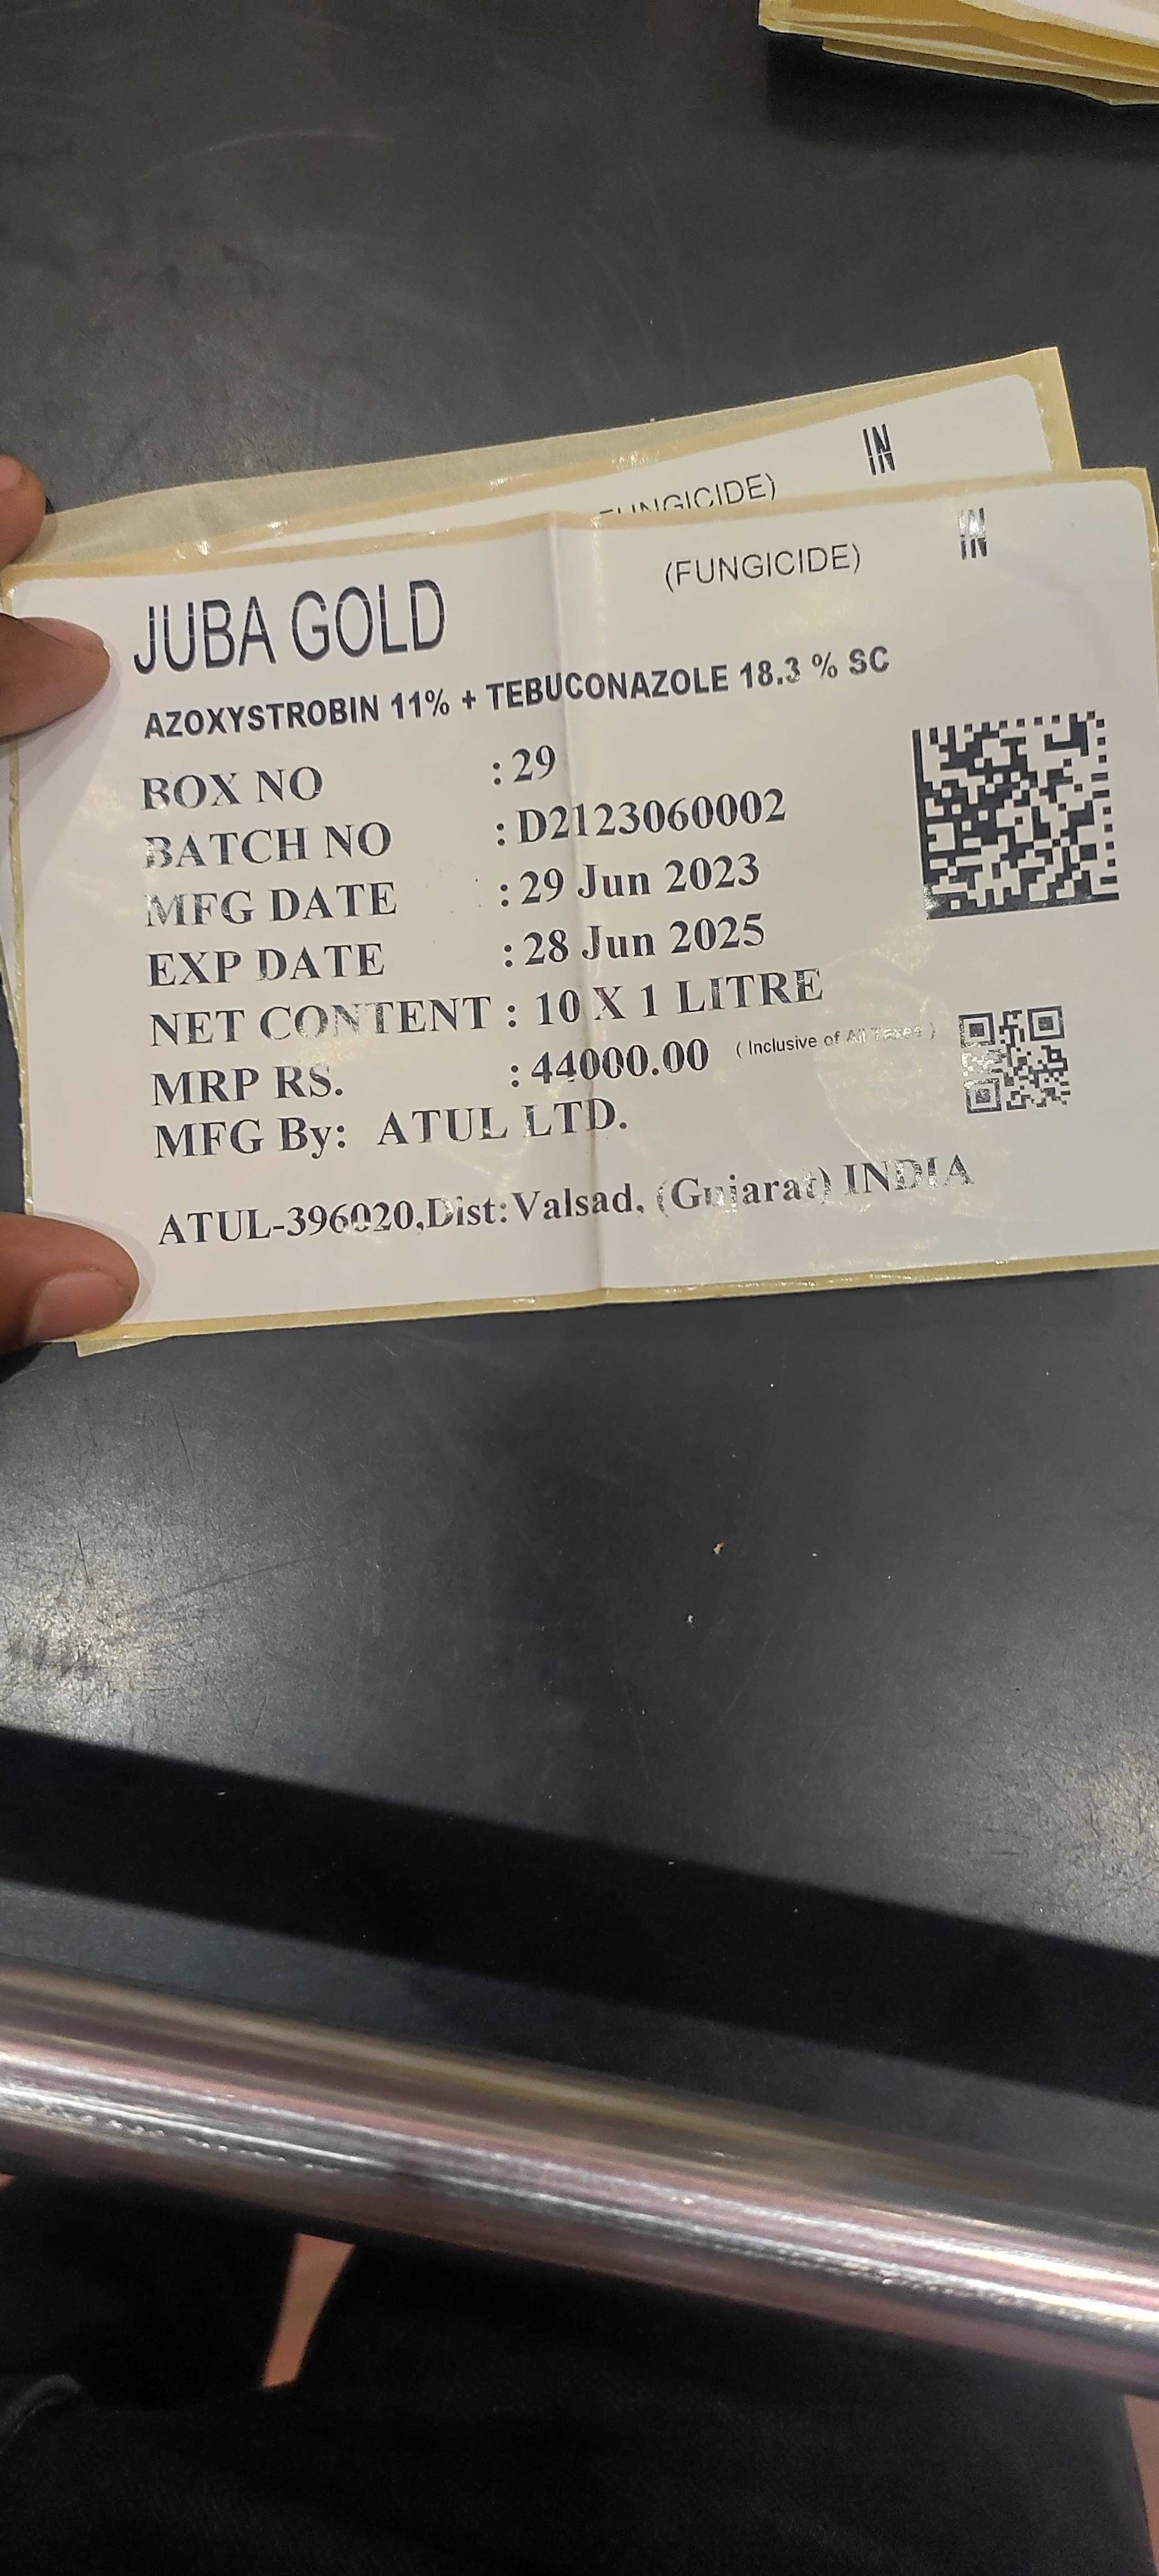 IN
FUNGICIDE)
IN
(FUNGICIDE)
JUBA GOLD
AZOXYSTROBIN 11% + TEBUCONAZOLE 18.3 % SC
BOX NO : 29
BATCH NO : D2123060002
MFG DATE : 29 Jun 2023
EXP DATE : 28 Jun 2025
NET CONTENT : 10 X 1 LITRE
MRP RS. : 44000.00 ( Inclusive of All Taxes )
MFG By: ATUL LTD.
ATUL-396020,Dist:Valsad, (Gujarat) INDIA